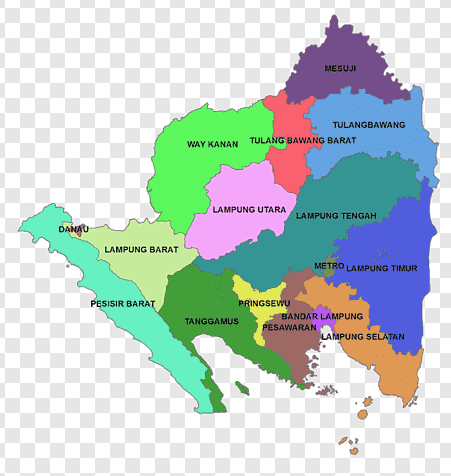 MESUJI
TULANGBAWANG
TULANG BAWANG BARAT
WAY KANAN
LAMPUNG UTARA
LAMPUNG TENGAH
DANAU
LAMPUNG BARAT
METRO
LAMPUNG TIMUR
PESISIR BARAT
PRINGSEWU
BANDAR LAMPUNG
TANGGAMUS
PESAWARAN
LAMPUNG SELATAN